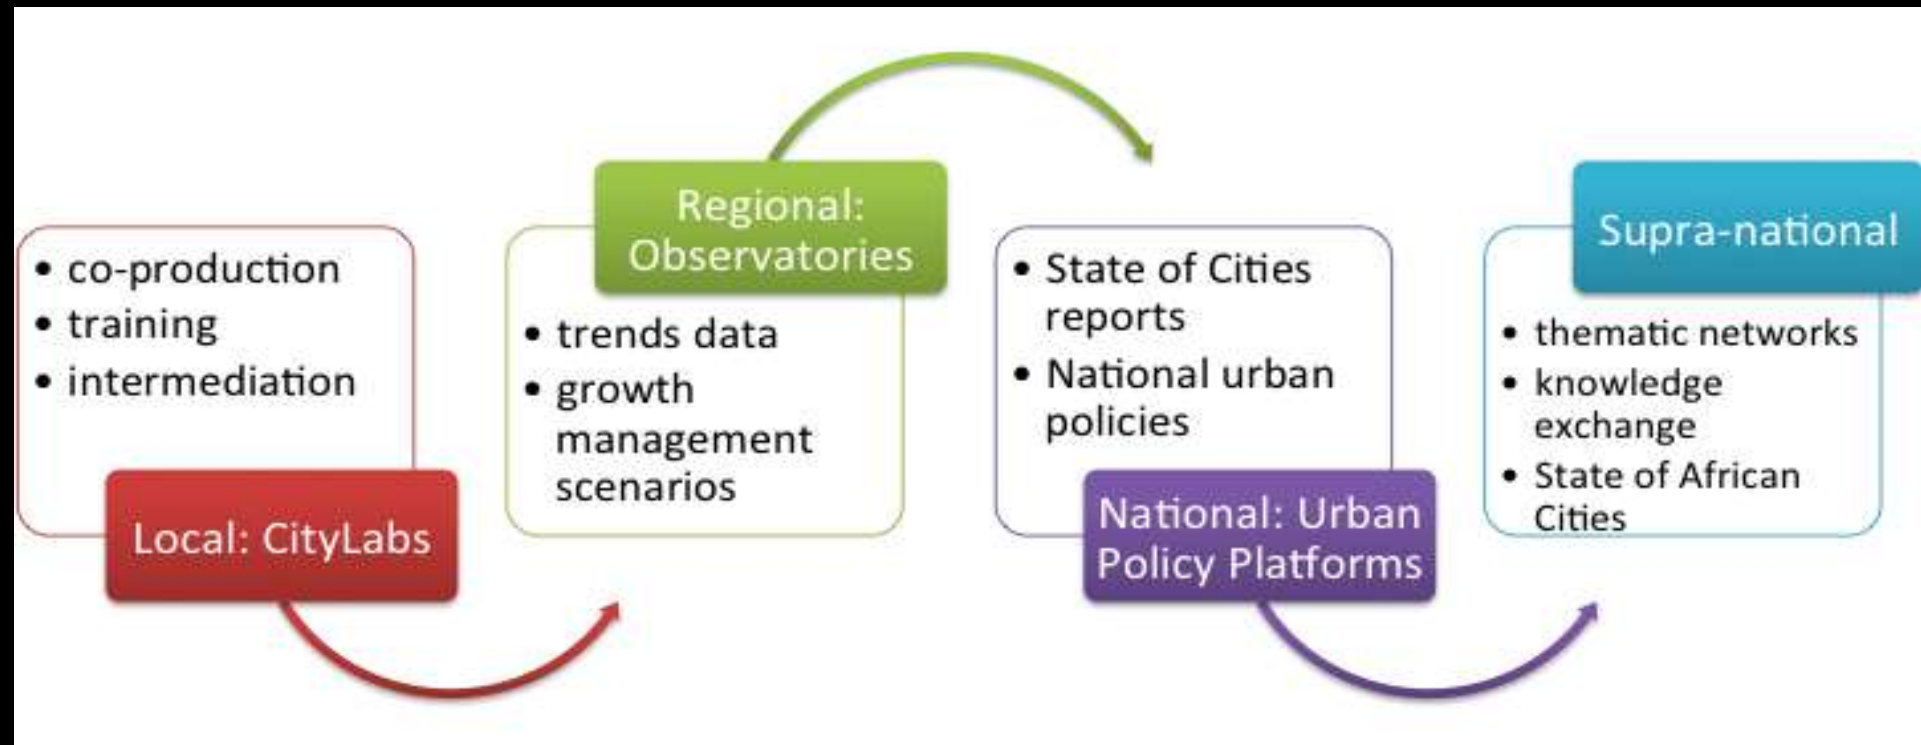 • co-production
• training
• intermediation
Local: CityLabs
Regional:
Observatories
• trends data
• growth
management
scenarios
• State of Cities
reports
• National urban
policies
National: Urban
Policy Platforms
Supra-national
• thematic networks
• knowledge
exchange
• State of African
Cities